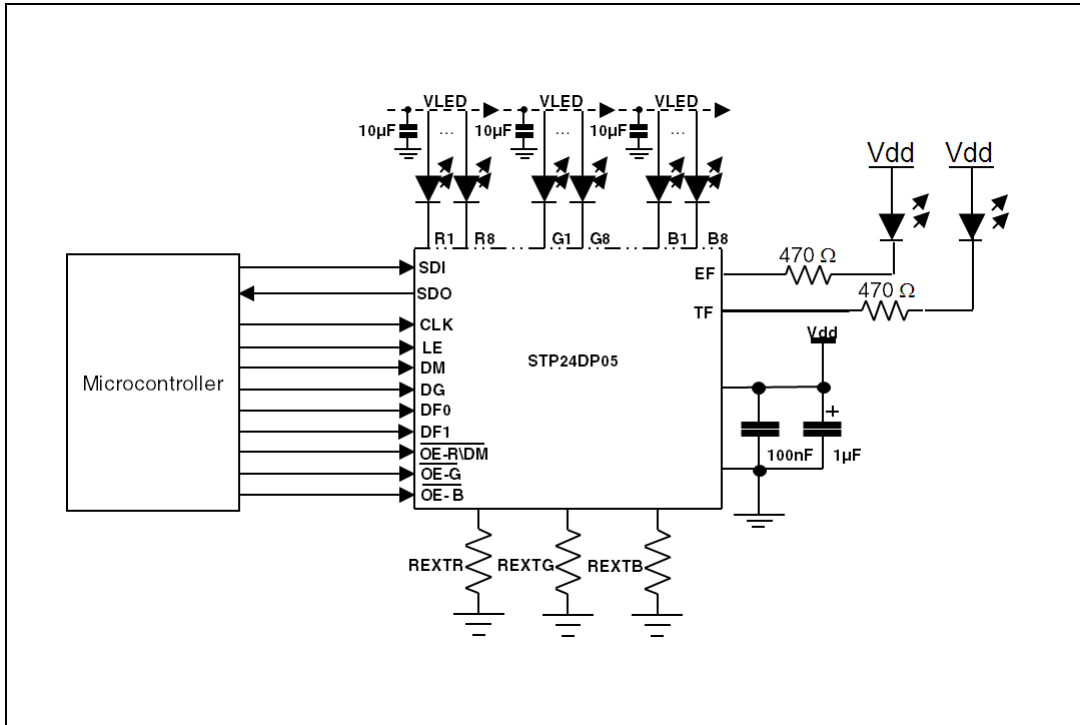 VLED VLED VLED
10µF ... 10µF ... 10µF ...
Vdd Vdd
R1 R8 G1 G8 B1 B8
SDI
SDO
CLK
LE
DM
DG
DF0
DF1
OE-R\DM
OE-G
OE-B
Microcontroller
STP24DP05
EF
TF
470 Ω
470 Ω
Vdd
+
100nF 1µF
REXTR REXTG REXTB